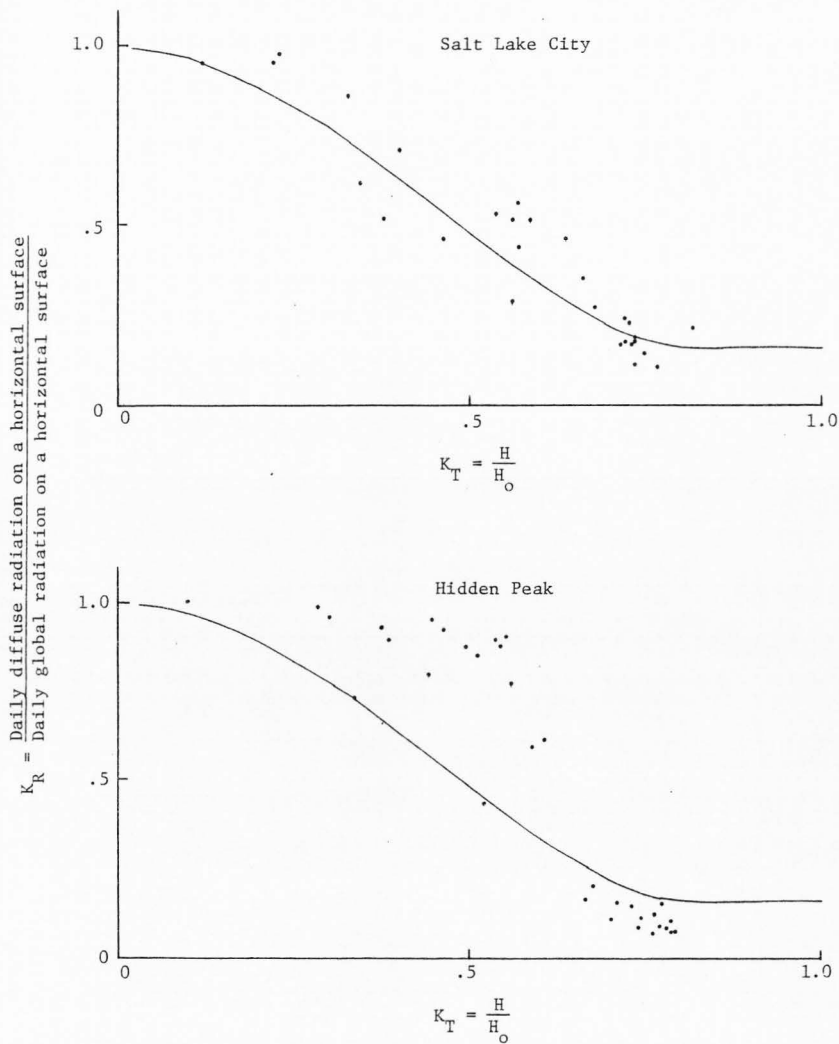 Salt Lake City
1.0
.5
0
0
.5
1.0
K_T = H/H_o
K_R = Daily diffuse radiation on a horizontal surface
Daily global radiation on a horizontal surface
Hidden Peak
1.0
.5
0
0
.5
1.0
K_T = H/H_o